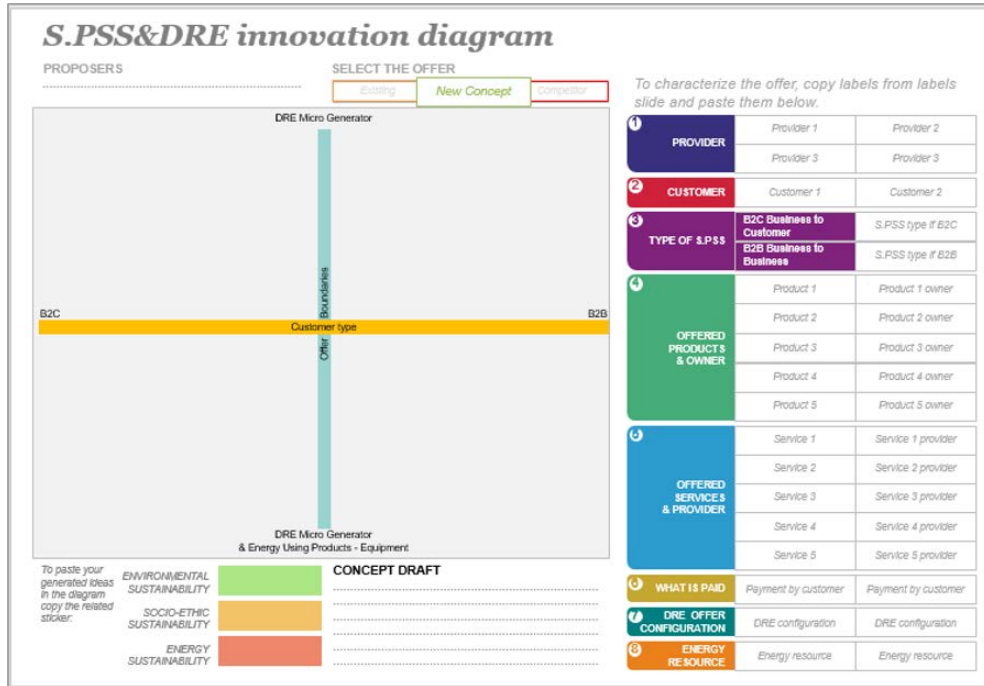 S.PSS&DRE innovation diagram
PROPOSERS
SELECT THE OFFER
Existing
New Concept
Competitor
To characterize the offer, copy labels from labels
slide and paste them below.
DRE Micro Generator
Offer Boundaries
B2C
Customer type
B2B
DRE Micro Generator
& Energy Using Products - Equipment
To paste your
generated ideas
in the diagram
copy the related
sticker:
ENVIRONMENTAL
SUSTAINABILITY
SOCIO-ETHIC
SUSTAINABILITY
ENERGY
SUSTAINABILITY
CONCEPT DRAFT
1
PROVIDER
Provider 1
Provider 2
Provider 3
Provider 3
2
CUSTOMER
Customer 1
Customer 2
3
TYPE OF S.PSS
B2C Business to
Customer
S.PSS type if B2C
B2B Business to
Business
S.PSS type if B2B
4
OFFERED
PRODUCTS
& OWNER
Product 1
Product 1 owner
Product 2
Product 2 owner
Product 3
Product 3 owner
Product 4
Product 4 owner
Product 5
Product 5 owner
5
OFFERED
SERVICES
& PROVIDER
Service 1
Service 1 provider
Service 2
Service 2 provider
Service 3
Service 3 provider
Service 4
Service 4 provider
Service 5
Service 5 provider
6
WHAT IS PAID
Payment by customer
Payment by customer
7
DRE OFFER
CONFIGURATION
DRE configuration
DRE configuration
8
ENERGY
RESOURCE
Energy resource
Energy resource